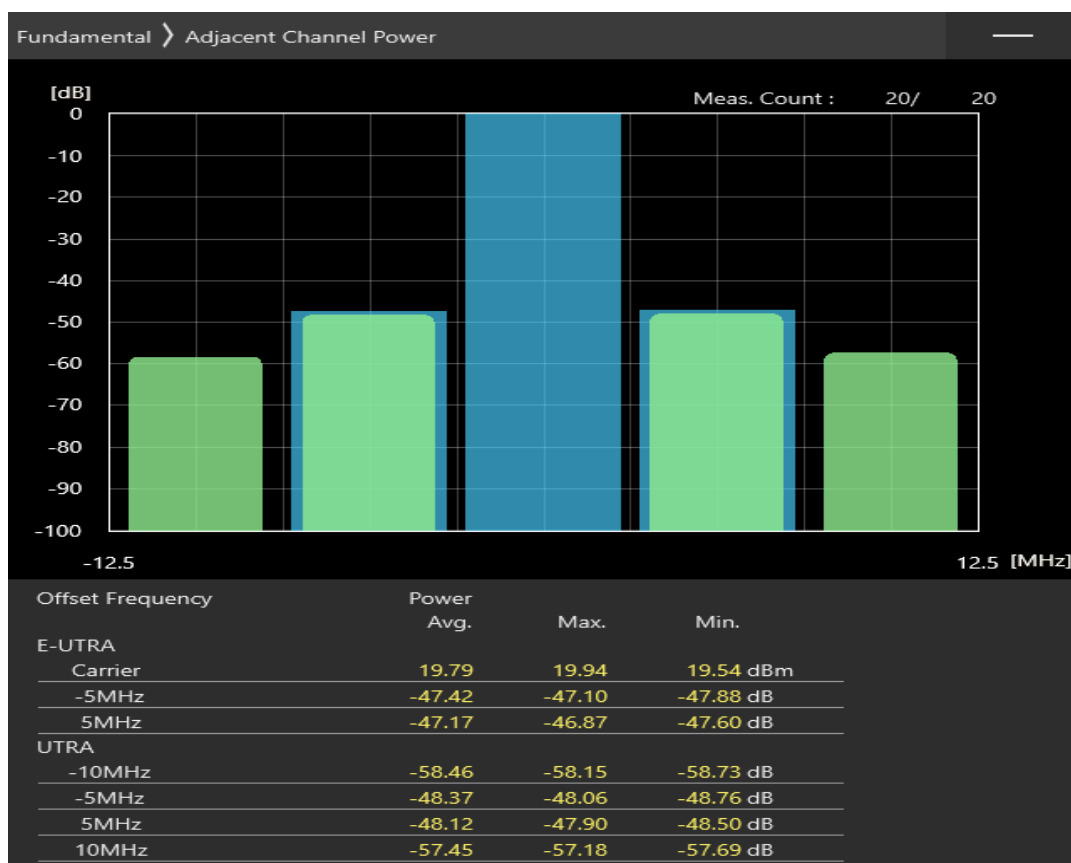 Fundamental 〉 Adjacent Channel Power
[dB]
Meas. Count : 20/ 20
0
-10
-20
-30
-40
-50
-60
-70
-80
-90
-100
-12.5 12.5 [MHz]
Offset Frequency Power
Avg. Max. Min.
E-UTRA
Carrier 19.79 19.94 19.54 dBm
-5MHz -47.42 -47.10 -47.88 dB
5MHz -47.17 -46.87 -47.60 dB
UTRA
-10MHz -58.46 -58.15 -58.73 dB
-5MHz -48.37 -48.06 -48.76 dB
5MHz -48.12 -47.90 -48.50 dB
10MHz -57.45 -57.18 -57.69 dB